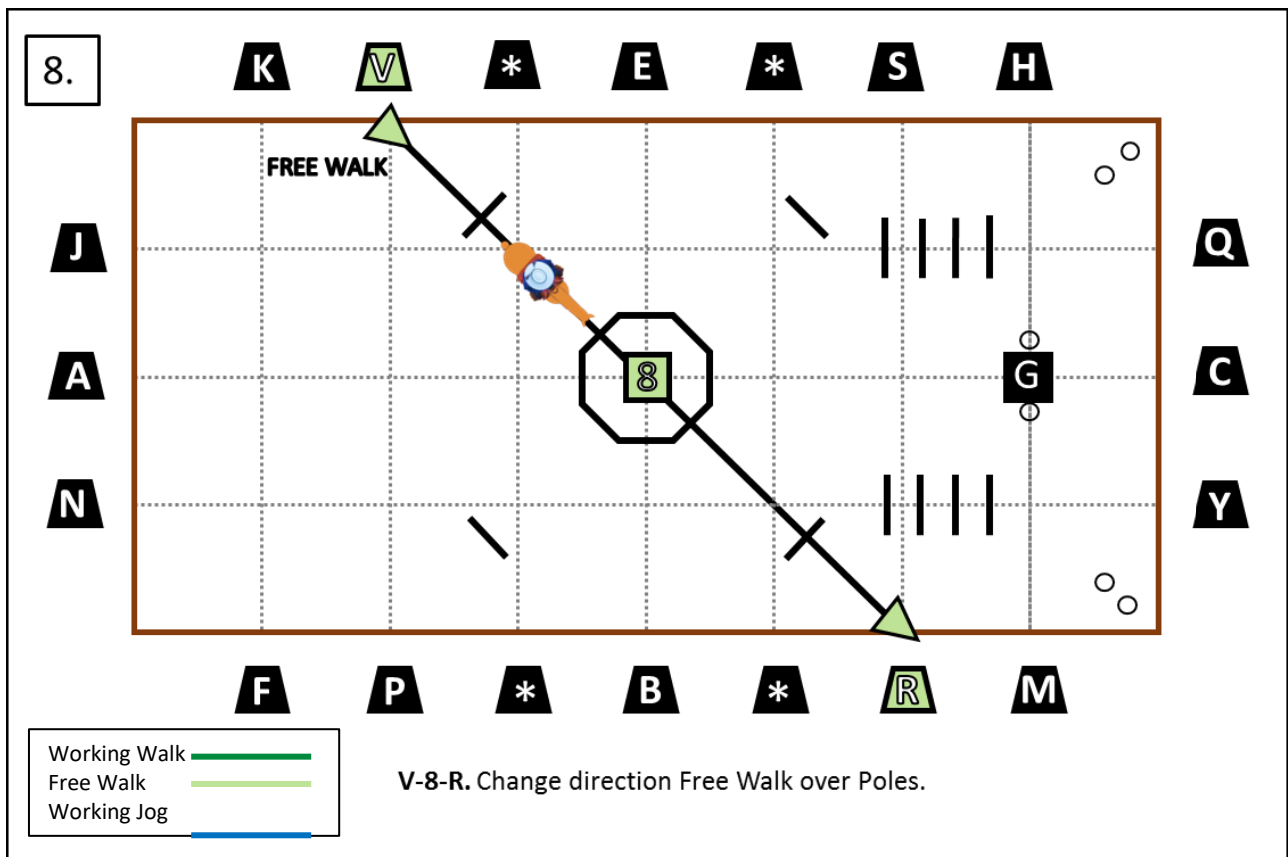 8.
K V * E * S H
FREE WALK
J Q
A 8 G C
N Y
F P * B * R M
Working Walk
Free Walk
Working Jog
V-8-R. Change direction Free Walk over Poles.